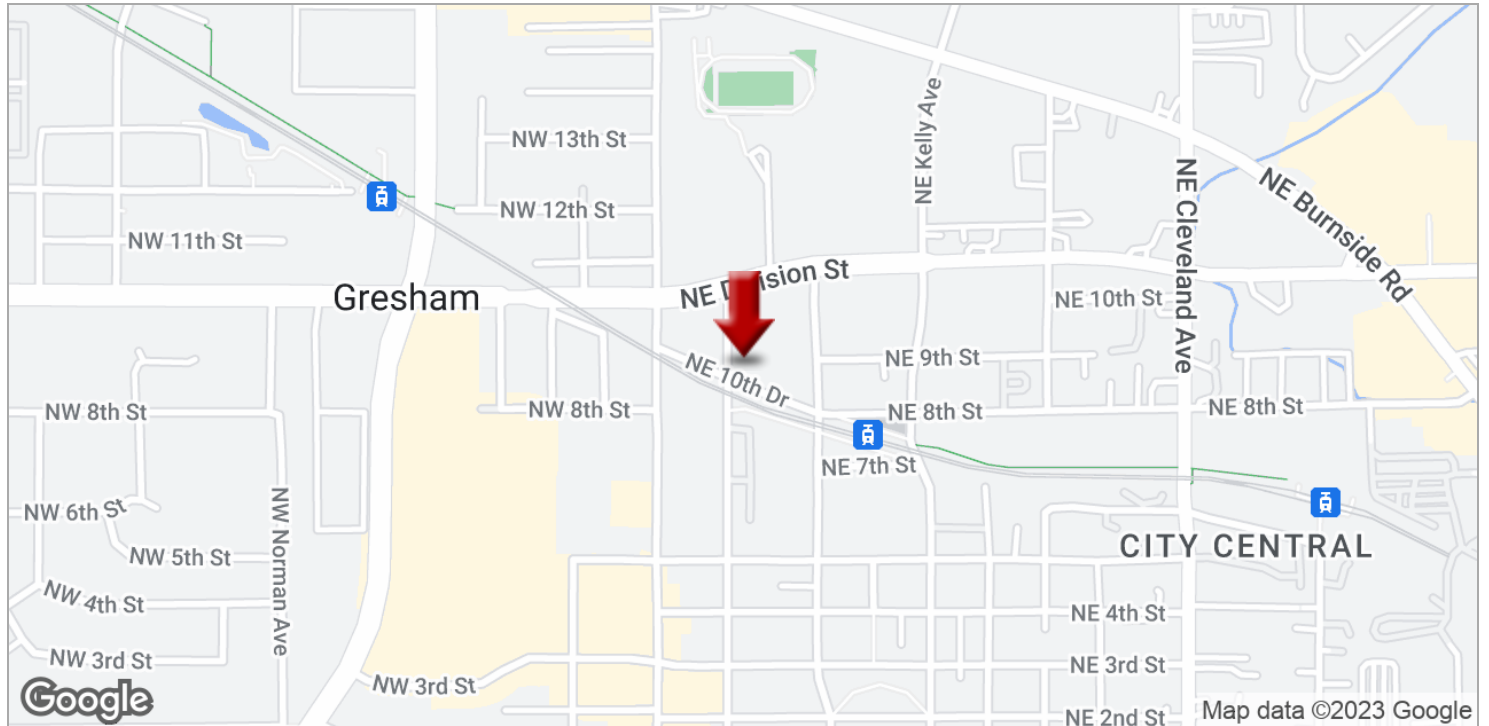 NW 13th St
NE Kelly Ave
NE Cleveland Ave
NE Burnside Rd
NW 12th St
NW 11th St
Gresham
NE Division St
NE 10th St
NE 9th St
NE 10th Dr
NW 8th St
NW 8th St
NE 8th St
NE 8th St
NE 7th St
NW 6th St
NW Norman Ave
NW 5th St
CITY CENTRAL
NW 4th St
NE 4th St
NW 3rd St
NE 3rd St
NW 3rd St
Google
NE 2nd St
Map data ©2023 Google